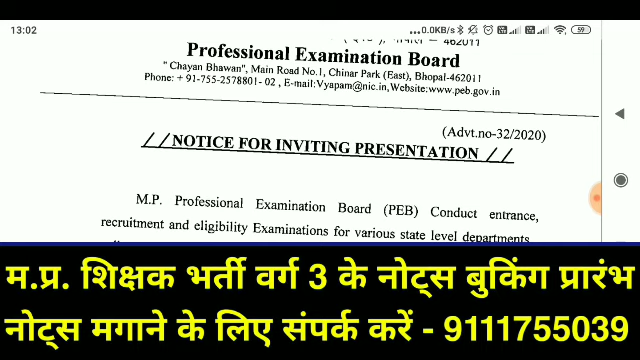 13:02
...0.0KB/s 59
462011
Professional Examination Board
"Chayan Bhawan", Main Road No.1, Chinar Park (East), Bhopal-462011
Phone: + 91-755-2578801- 02 , E-mail:Vyapam@nic.in,Website:www.peb.gov.in
(Advt.no-32/2020)
//NOTICE FOR INVITING PRESENTATION //
M.P. Professional Examination Board (PEB) Conduct entrance,
recruitment and eligibility Examinations for various state level departments
म.प्र. शिक्षक भर्ती वर्ग 3 के नोट्स बुकिंग प्रारंभ
नोट्स मगाने के लिए संपर्क करें - 9111755039